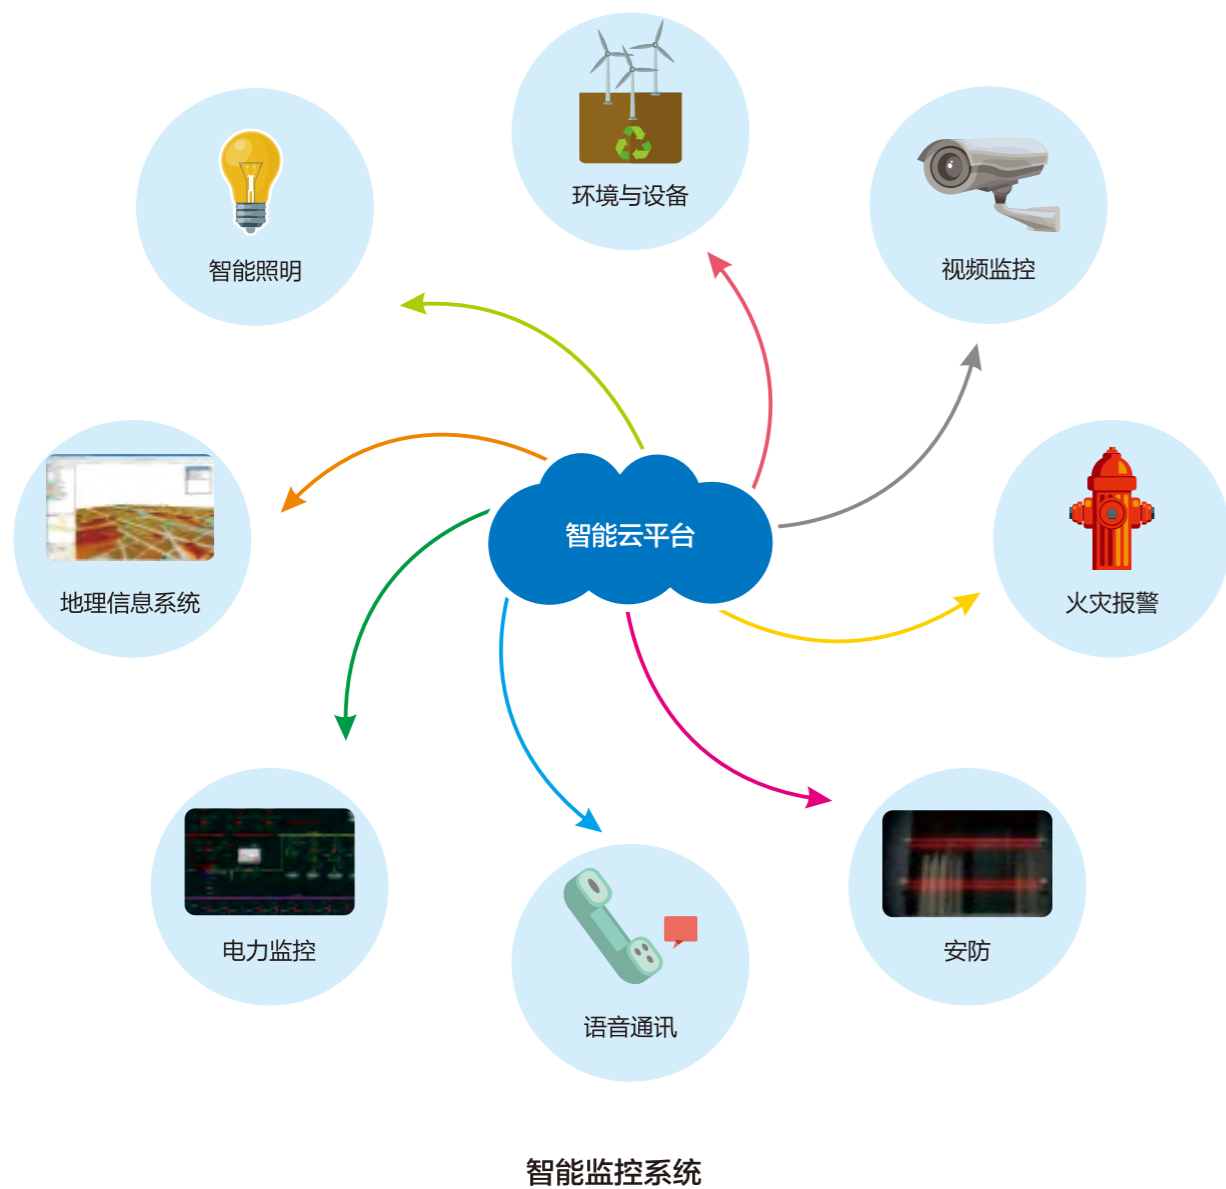 环境与设备
智能照明
视频监控
智能云平台
地理信息系统
火灾报警
电力监控
安防
语音通讯
智能监控系统